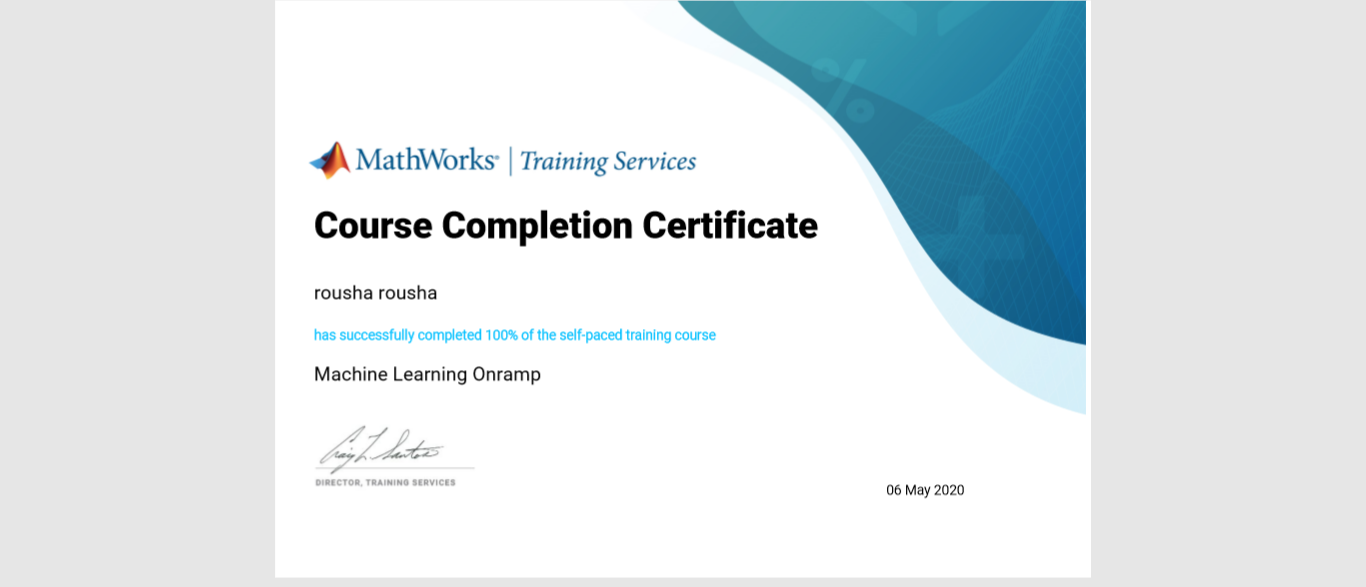 MathWorks® | Training Services
Course Completion Certificate
rousha rousha
has successfully completed 100% of the self-paced training course
Machine Learning Onramp
DIRECTOR, TRAINING SERVICES
06 May 2020